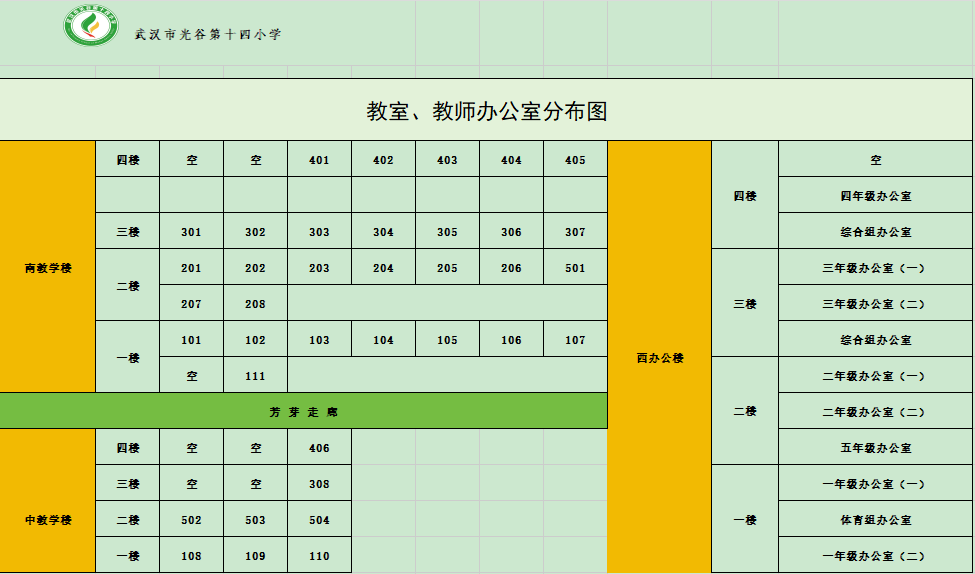 武汉市光谷第十四小学
教室、教师办公室分布图
南教学楼
四楼 空 空 401 402 403 404 405
三楼 301 302 303 304 305 306 307
二楼 201 202 203 204 205 206 501
207 208
一楼 101 102 103 104 105 106 107
空 111
芳芽走廊
中教学楼
四楼 空 空 406
三楼 空 空 308
二楼 502 503 504
一楼 108 109 110
西办公楼
四楼 空
四年级办公室
综合组办公室
三楼 三年级办公室（一）
三年级办公室（二）
综合组办公室
二楼 二年级办公室（一）
二年级办公室（二）
五年级办公室
一楼 一年级办公室（一）
体育组办公室
一年级办公室（二）